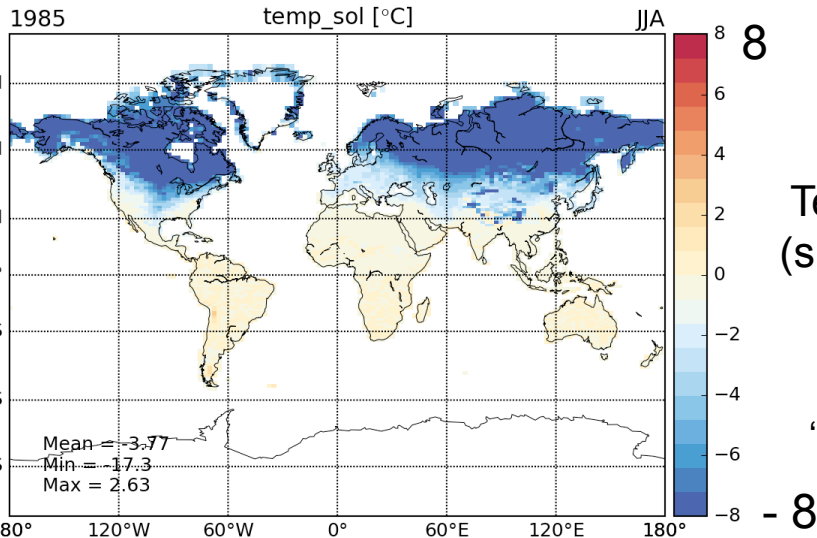 1985 temp_sol [°C] JJA
8 8
6
4
2
0
−2
−4
−6
−8 - 8
Mean = -3.77
Min = -17.3
Max = 2.63
80° 120°W 60°W 0° 60°E 120°E 180°